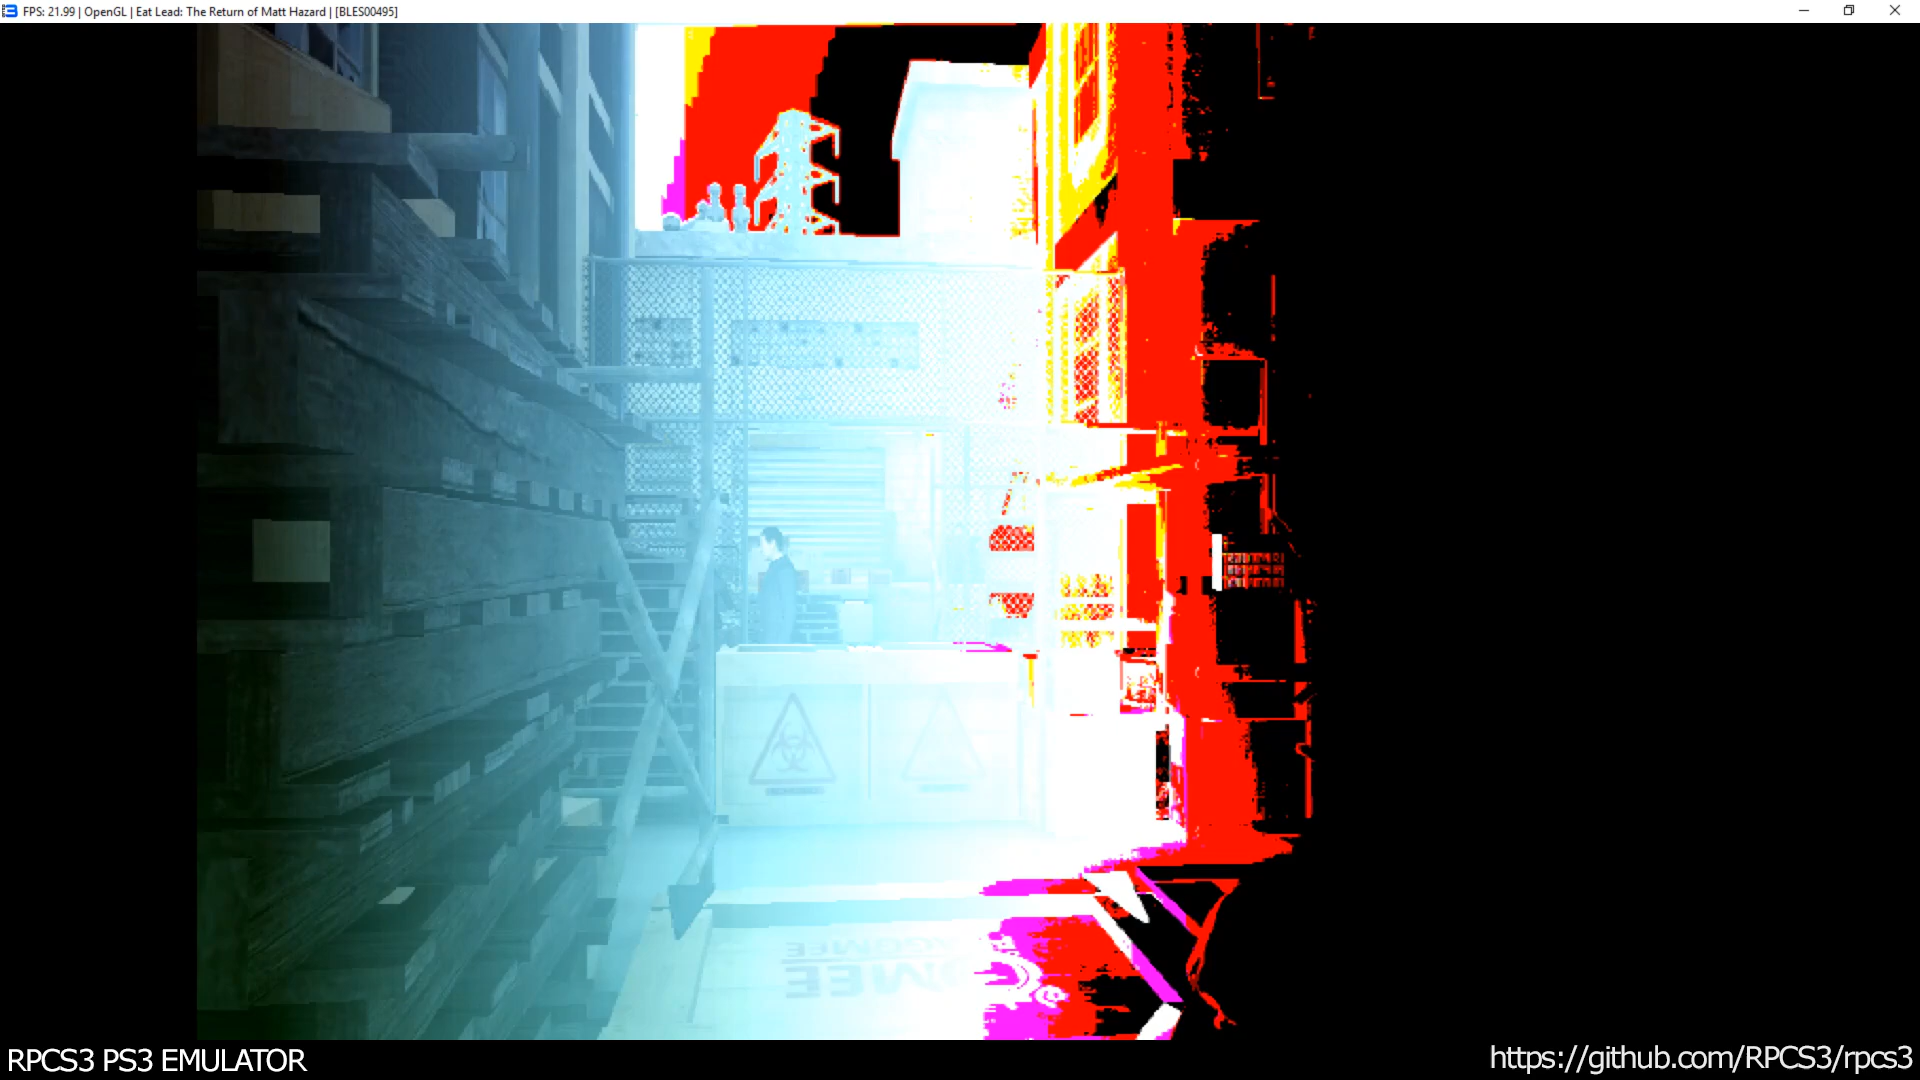 FPS: 21.99 | OpenGL | Eat Lead: The Return of Matt Hazard | [BLES00495]
RPCS3 PS3 EMULATOR
https://github.com/RPCS3/rpcs3